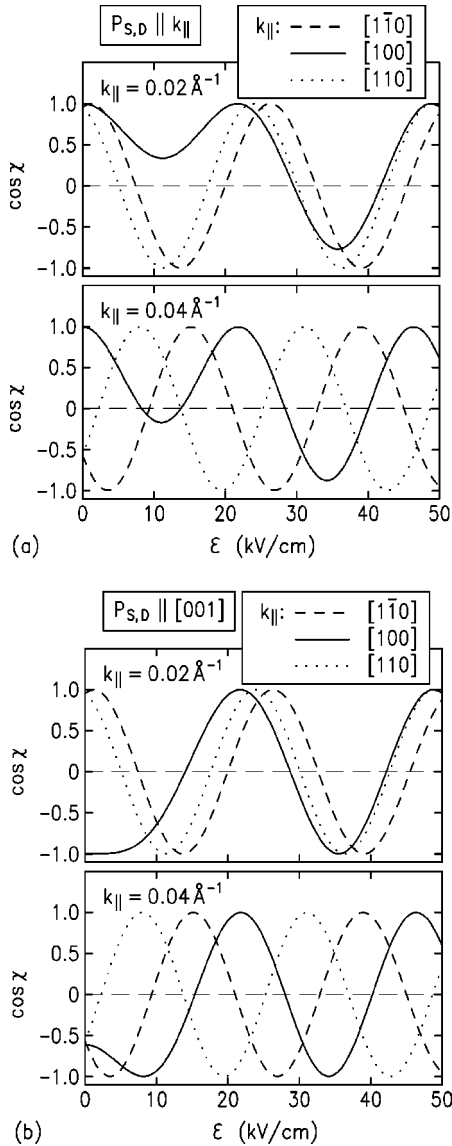 P_S,D || k_||
k_||: [11̄0]
[100]
[110]
k_|| = 0.02 Å⁻¹
1.0
0.5
0
-0.5
-1.0
cos χ
k_|| = 0.04 Å⁻¹
1.0
0.5
0
-0.5
-1.0
cos χ
0 10 20 30 40 50
(a) ε (kV/cm)
P_S,D || [001]
k_||: [11̄0]
[100]
[110]
k_|| = 0.02 Å⁻¹
1.0
0.5
0
-0.5
-1.0
cos χ
k_|| = 0.04 Å⁻¹
1.0
0.5
0
-0.5
-1.0
cos χ
0 10 20 30 40 50
(b) ε (kV/cm)